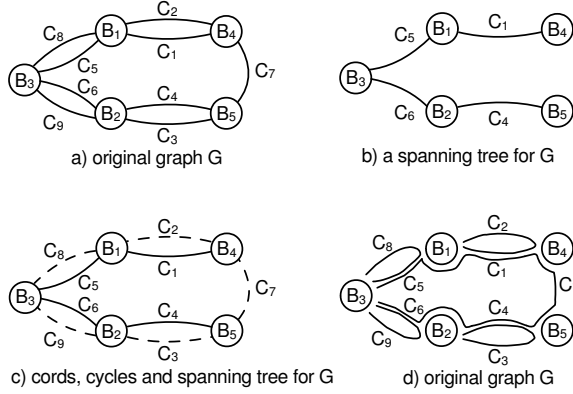 C2
C8
B1
B4
C1
C5
B3
C7
C6
C4
C9
B2
B5
C3
a) original graph G
B1
C1
B4
C5
B3
C6
B2
C4
B5
b) a spanning tree for G
C2
C8
B1
B4
C1
C5
B3
C7
C6
C4
C9
B2
B5
C3
c) cords, cycles and spanning tree for G
C2
C8
B1
B4
C1
C5
B3
C
C6
C4
C9
B2
B5
C3
d) original graph G